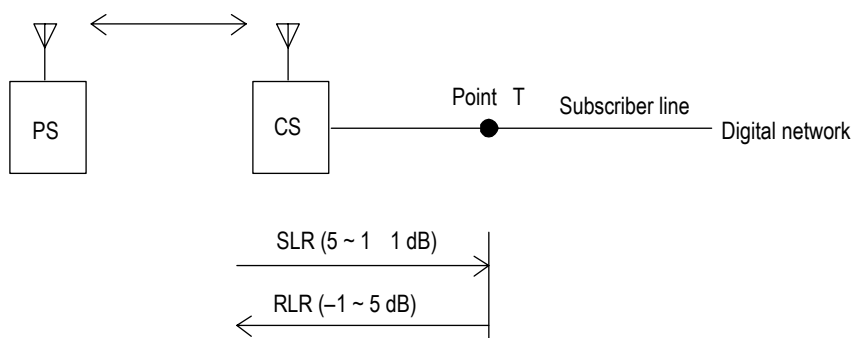 Point T
Subscriber line
PS
CS
Digital network
SLR (5 ~ 1 1 dB)
RLR (–1 ~ 5 dB)